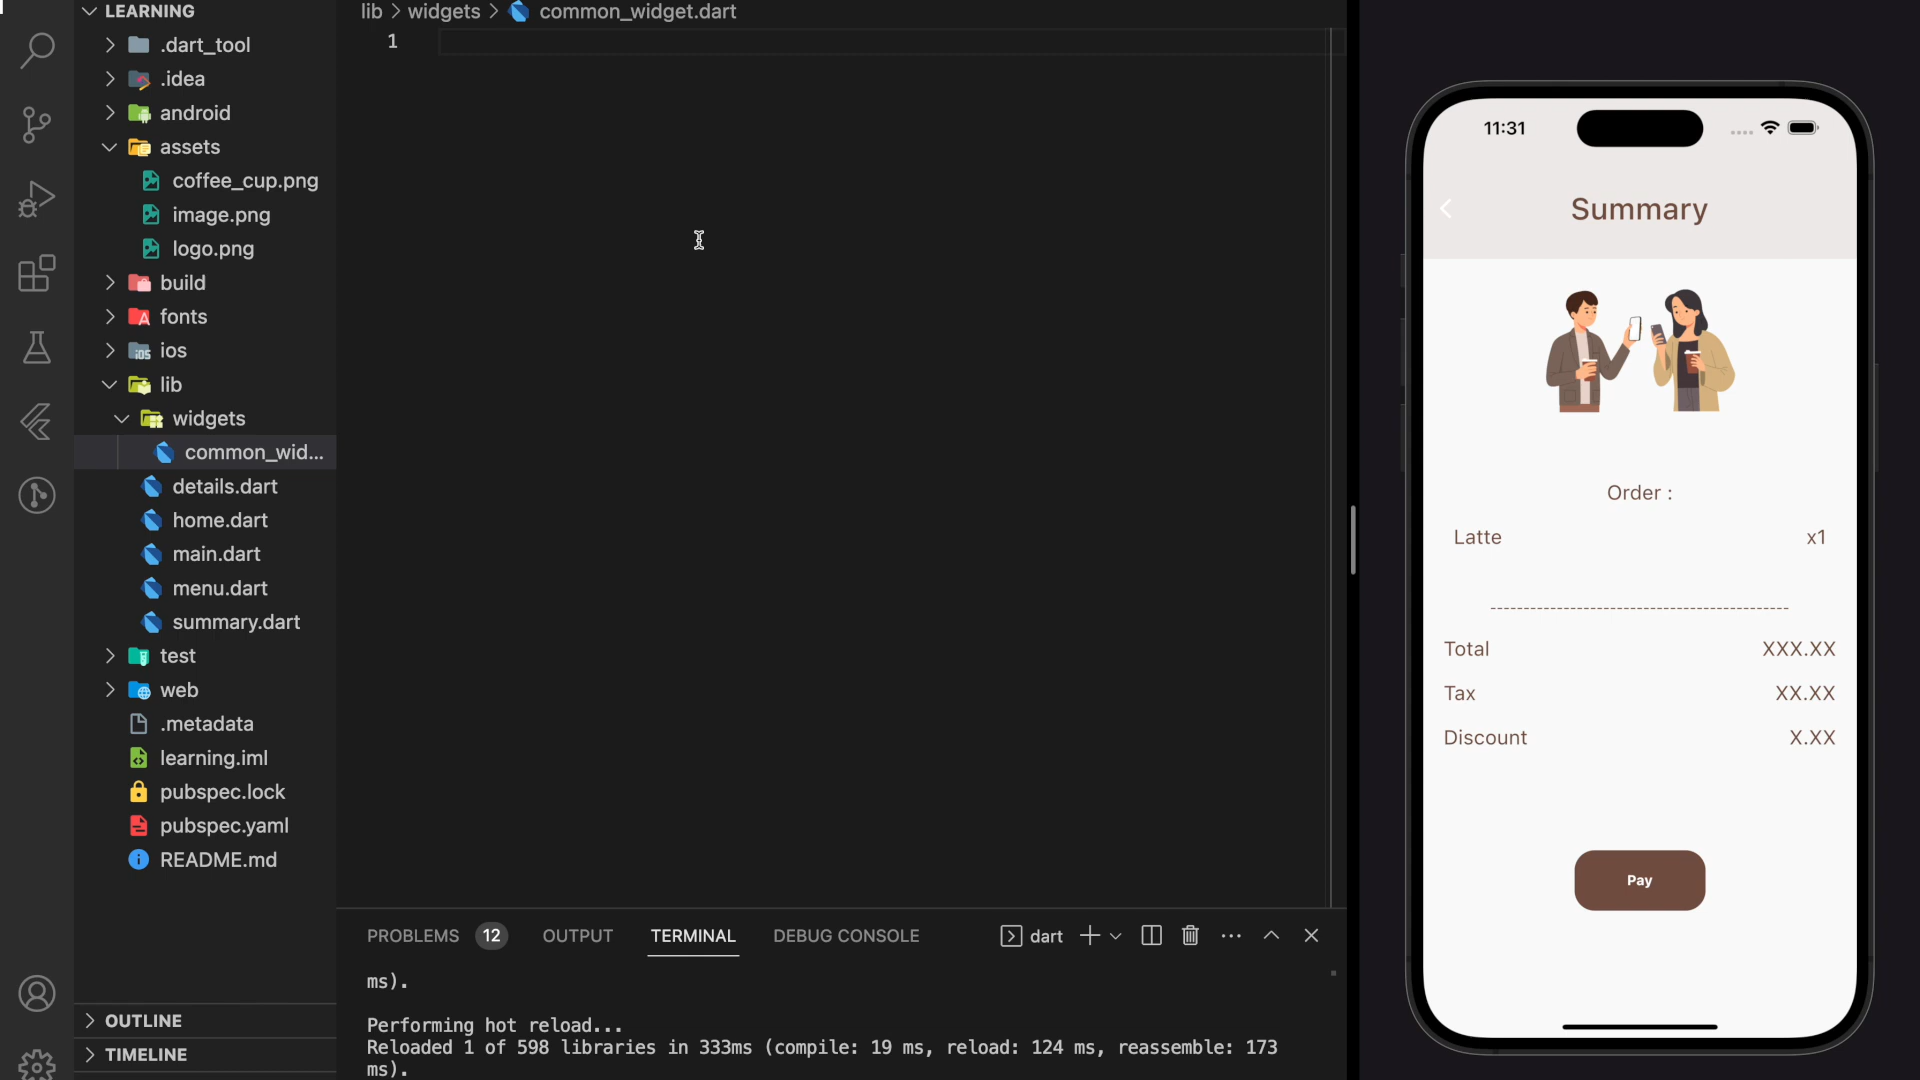 LEARNING
.dart_tool
.idea
android
assets
coffee_cup.png
image.png
logo.png
build
fonts
ios
lib
widgets
common_wid...
details.dart
home.dart
main.dart
menu.dart
summary.dart
test
web
.metadata
learning.iml
pubspec.lock
pubspec.yaml
README.md
OUTLINE
TIMELINE
lib > widgets > common_widget.dart
1
PROBLEMS 12 OUTPUT TERMINAL DEBUG CONSOLE dart
ms).
Performing hot reload...
Reloaded 1 of 598 libraries in 333ms (compile: 19 ms, reload: 124 ms, reassemble: 173
ms).
11:31
Summary
Order :
Latte x1
---------------------------------------------
Total XXX.XX
Tax XX.XX
Discount X.XX
Pay